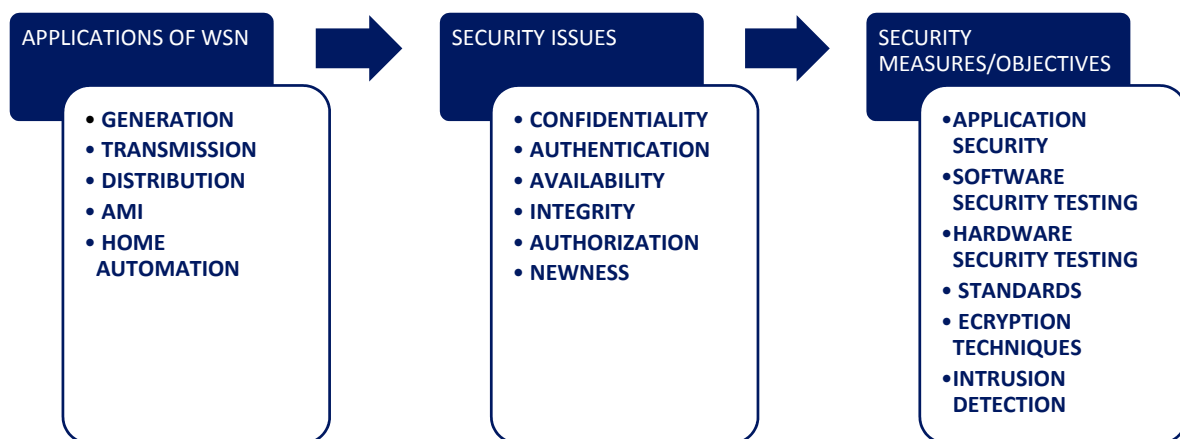 APPLICATIONS OF WSN
• GENERATION
• TRANSMISSION
• DISTRIBUTION
• AMI
• HOME
AUTOMATION
SECURITY ISSUES
• CONFIDENTIALITY
• AUTHENTICATION
• AVAILABILITY
• INTEGRITY
• AUTHORIZATION
• NEWNESS
SECURITY
MEASURES/OBJECTIVES
•APPLICATION
SECURITY
•SOFTWARE
SECURITY TESTING
•HARDWARE
SECURITY TESTING
• STANDARDS
• ECRYPTION
TECHNIQUES
•INTRUSION
DETECTION